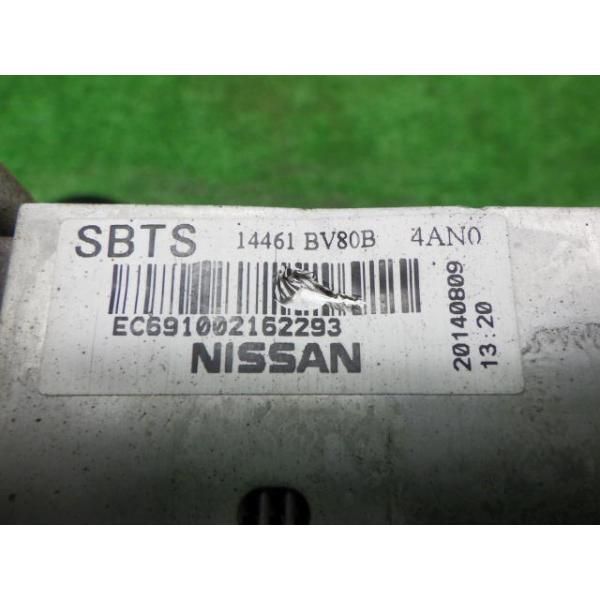 SBTS 14461 BV80B 4AN0
EC691002162293
NISSAN
20140809
13:20